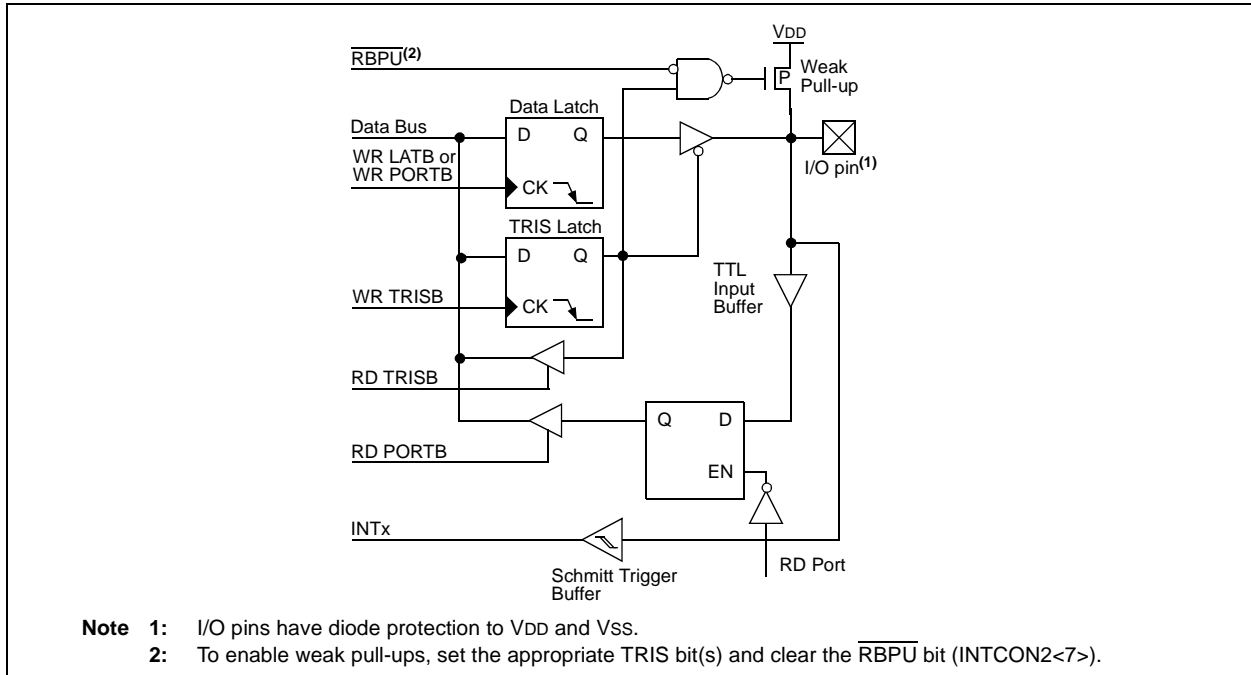 VDD
RBPU(2)
P
Weak
Pull-up
Data Latch
Data Bus
D Q
WR LATB or
WR PORTB
CK
I/O pin(1)
TRIS Latch
D Q
TTL
Input
Buffer
WR TRISB
CK
RD TRISB
Q D
RD PORTB
EN
INTx
RD Port
Schmitt Trigger
Buffer
Note 1: I/O pins have diode protection to VDD and VSS.
2: To enable weak pull-ups, set the appropriate TRIS bit(s) and clear the RBPU bit (INTCON2<7>).